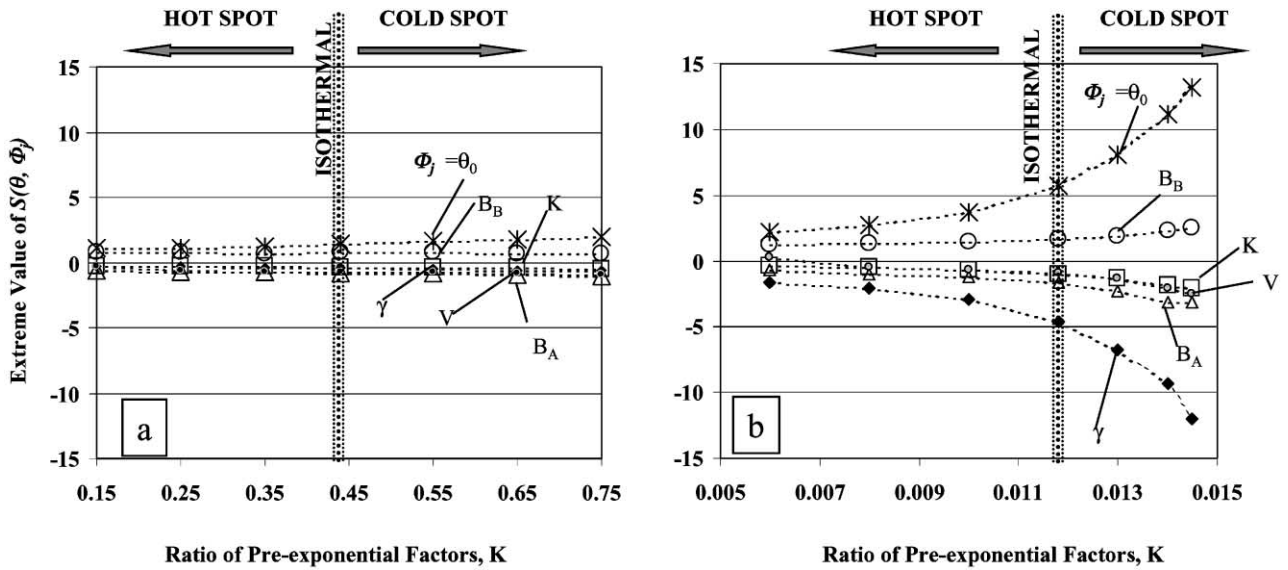 HOT SPOT
COLD SPOT
ISOTHERMAL
15
10
5
0
-5
-10
-15
Extreme Value of S(θ, Φj)
Φj =θ0
BB
K
γ
V
BA
a
0.15 0.25 0.35 0.45 0.55 0.65 0.75
Ratio of Pre-exponential Factors, K
HOT SPOT
COLD SPOT
ISOTHERMAL
15
10
5
0
-5
-10
-15
Φj =θ0
BB
K
V
BA
γ
b
0.005 0.007 0.009 0.011 0.013 0.015
Ratio of Pre-exponential Factors, K